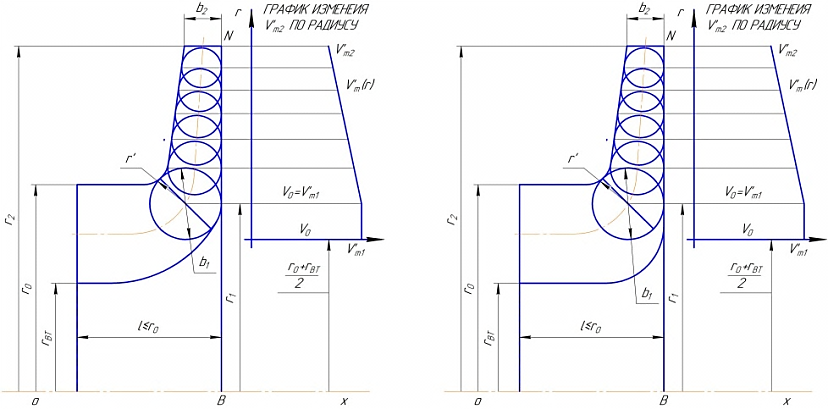 b₂
r
ГРАФИК ИЗМЕНЕИЯ
V'm2 ПО РАДИУСУ
N
V'm2
V'm(r)
r'
V₀=V'm1
V₀
V'm1
r₂
r₀
b₁
r₁
r₀+rВТ
2
rВТ
l≤r₀
o
B
x
b₂
r
ГРАФИК ИЗМЕНЕИЯ
V'm2 ПО РАДИУСУ
N
V'm2
V'm(r)
r'
V₀=V'm1
V₀
V'm1
r₂
r₀
b₁
r₁
r₀+rВТ
2
rВТ
l≤r₀
o
B
x